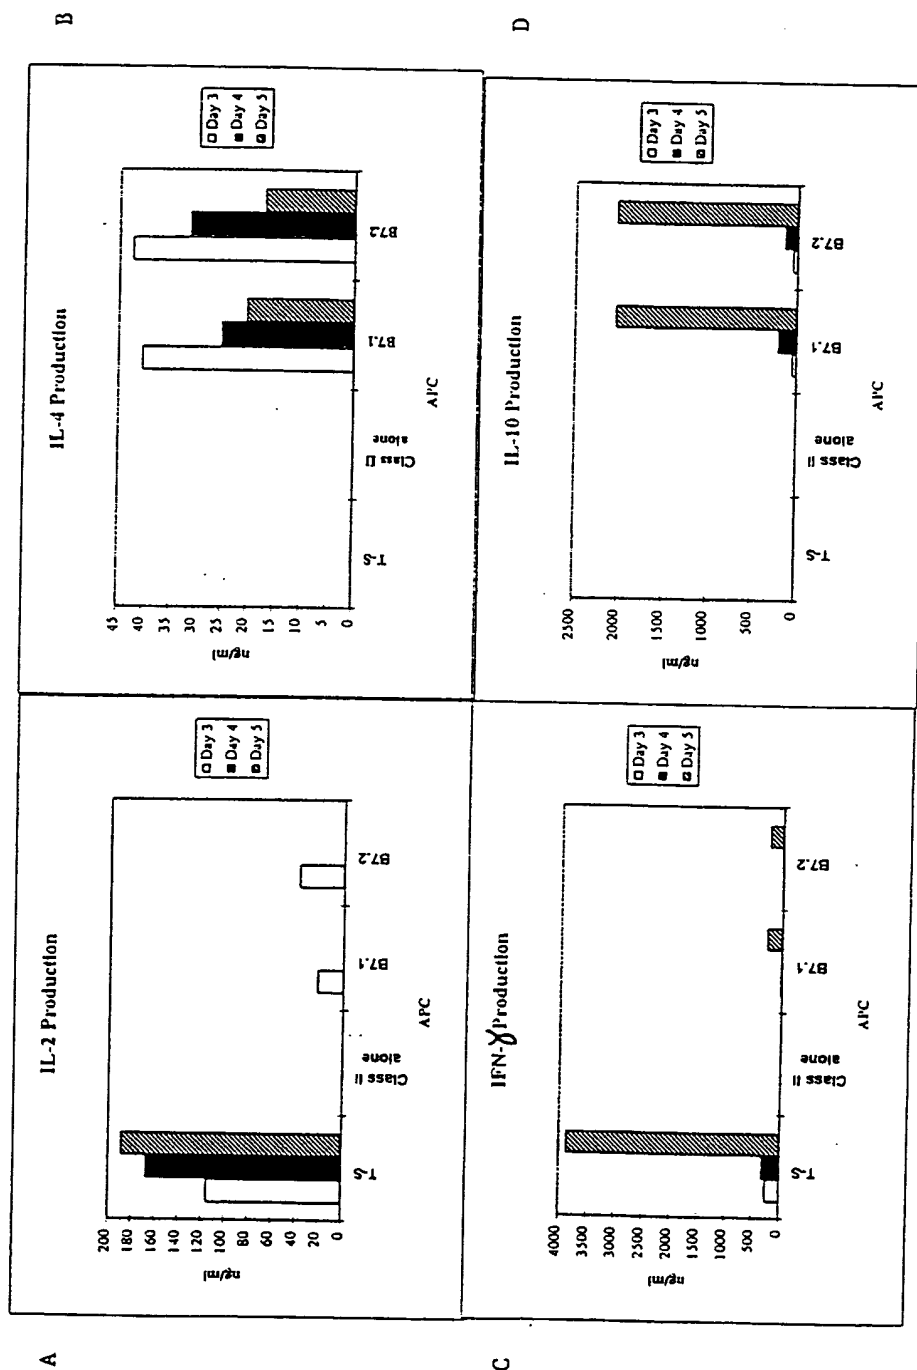 A
IL-2 Production
200
180
160
140
120
100
80
60
40
20
0
ng/ml
T-S
Class II
alone
B7.1
B7.2
APC
Day 3
Day 4
Day 5
B
IL-4 Production
45
40
35
30
25
20
15
10
5
0
ng/ml
T-S
Class II
alone
B7.1
B7.2
APC
Day 3
Day 4
Day 5
C
IFN-γ Production
4000
3500
3000
2500
2000
1500
1000
500
0
ng/ml
T-S
Class II
alone
B7.1
B7.2
APC
Day 3
Day 4
Day 5
D
IL-10 Production
2500
2000
1500
1000
500
0
ng/ml
T-S
Class II
alone
B7.1
B7.2
APC
Day 3
Day 4
Day 5